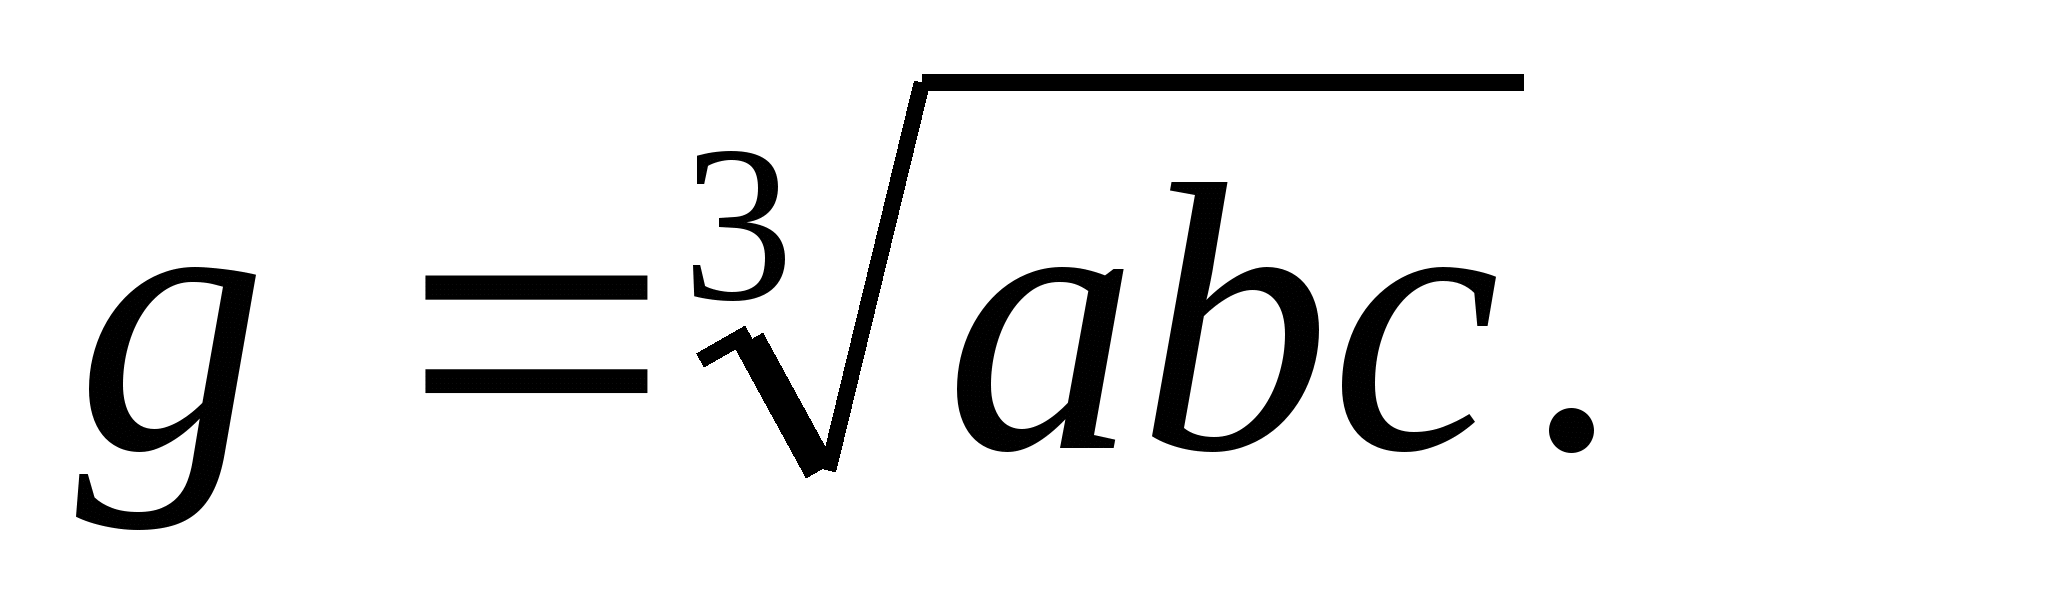 g = ∛abc.